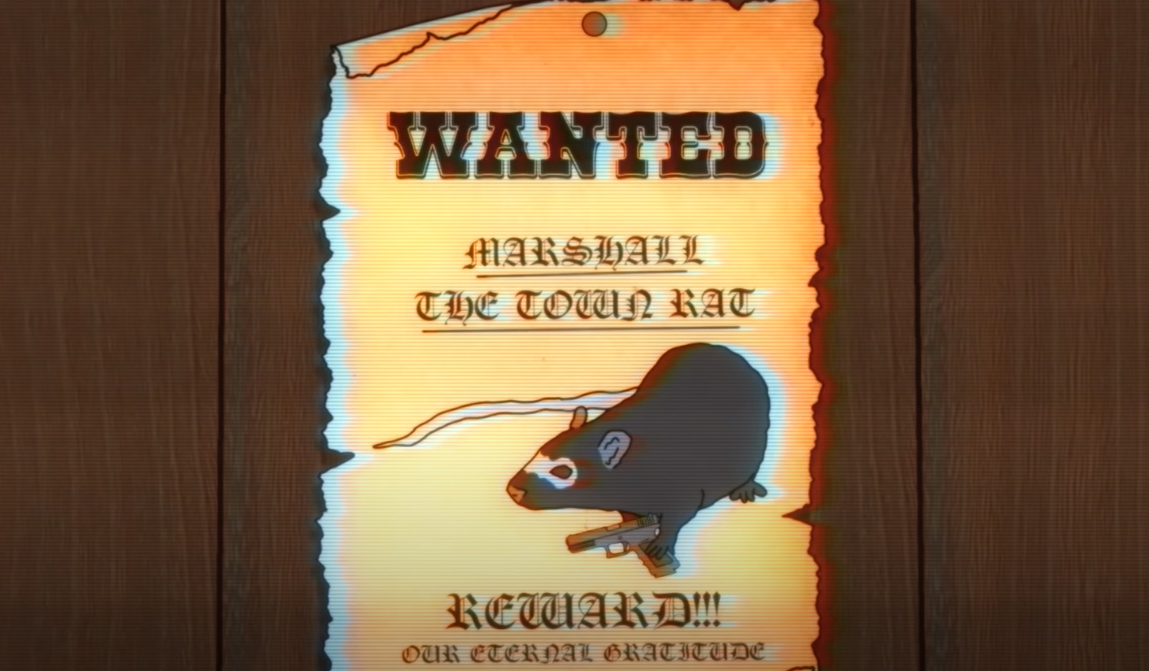 WANTED
MARSHALL
THE TOWN RAT
REWARD!!!
OUR ETERNAL GRATITUDE